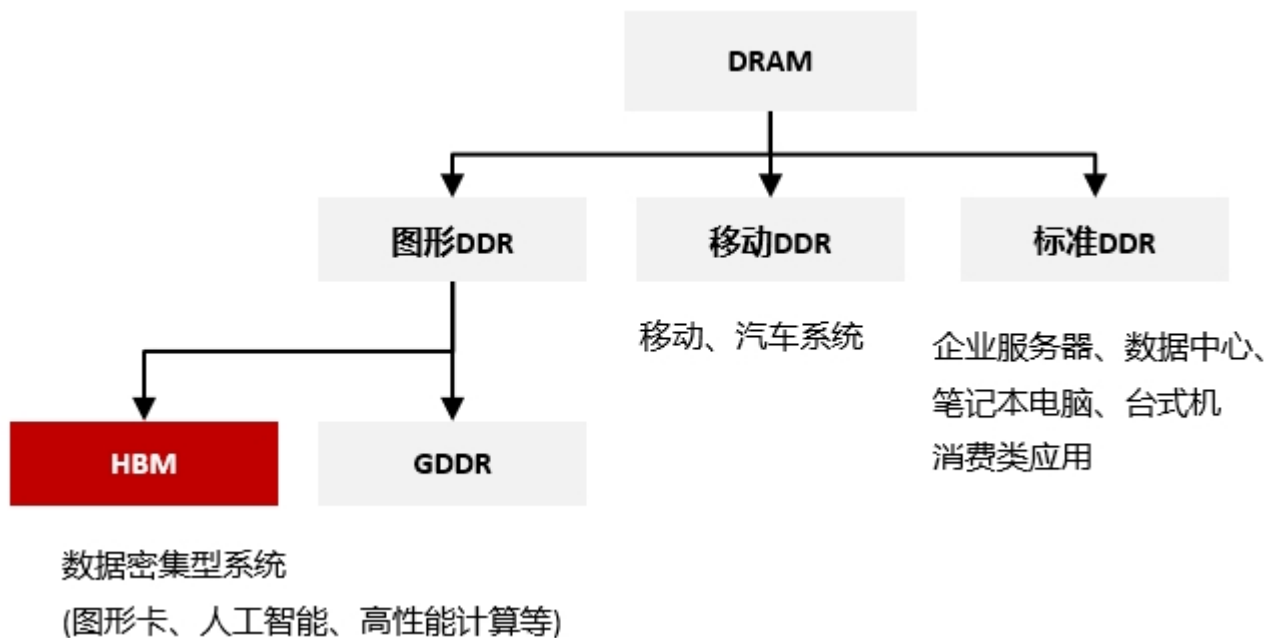 DRAM
图形DDR
移动DDR
标准DDR
移动、汽车系统
企业服务器、数据中心、
笔记本电脑、台式机
消费类应用
HBM
GDDR
数据密集型系统
(图形卡、人工智能、高性能计算等)